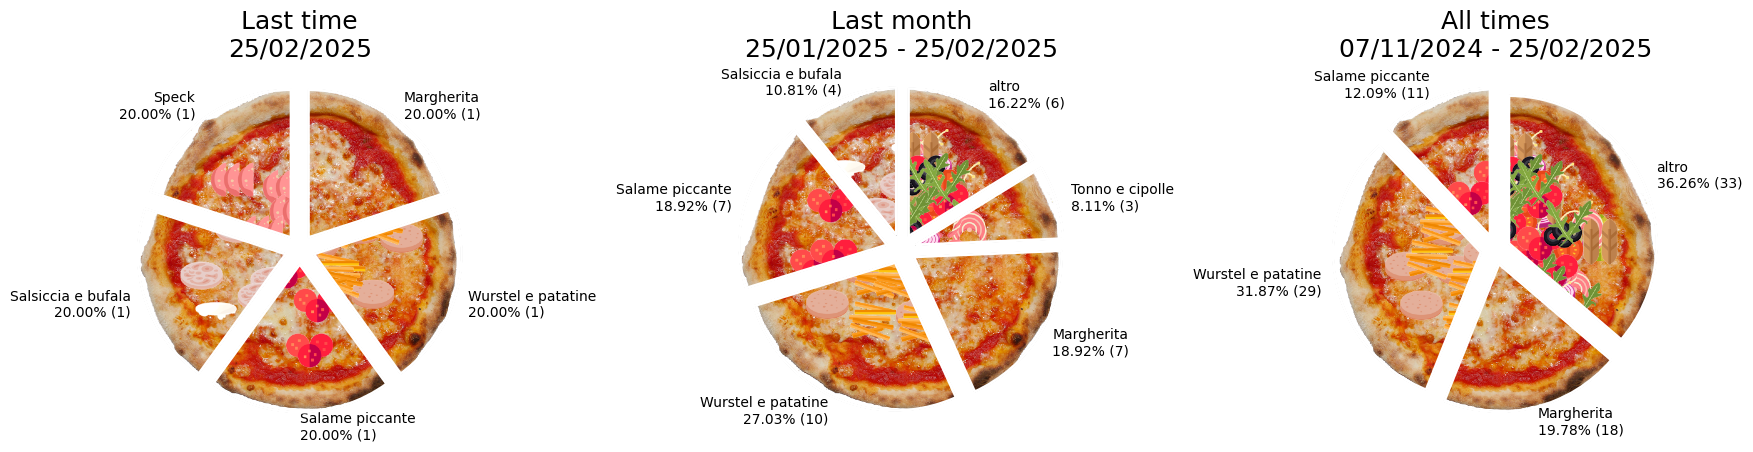 Last time
25/02/2025
Speck
20.00% (1)
Margherita
20.00% (1)
Salsiccia e bufala
20.00% (1)
Wurstel e patatine
20.00% (1)
Salame piccante
20.00% (1)
Last month
25/01/2025 - 25/02/2025
Salsiccia e bufala
10.81% (4)
altro
16.22% (6)
Salame piccante
18.92% (7)
Tonno e cipolle
8.11% (3)
Margherita
18.92% (7)
Wurstel e patatine
27.03% (10)
All times
07/11/2024 - 25/02/2025
Salame piccante
12.09% (11)
altro
36.26% (33)
Wurstel e patatine
31.87% (29)
Margherita
19.78% (18)